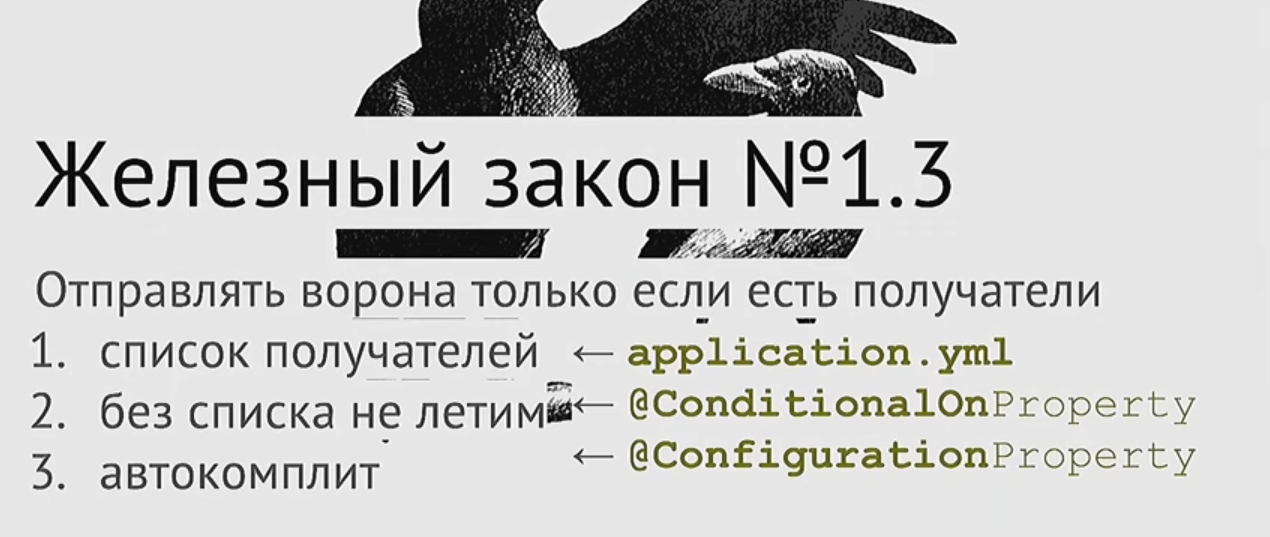 Железный закон №1.3
Отправлять ворона только если есть получатели
1. список получателей ← application.yml
2. без списка не летим ← @ConditionalOnProperty
3. автокомплит ← @ConfigurationProperty